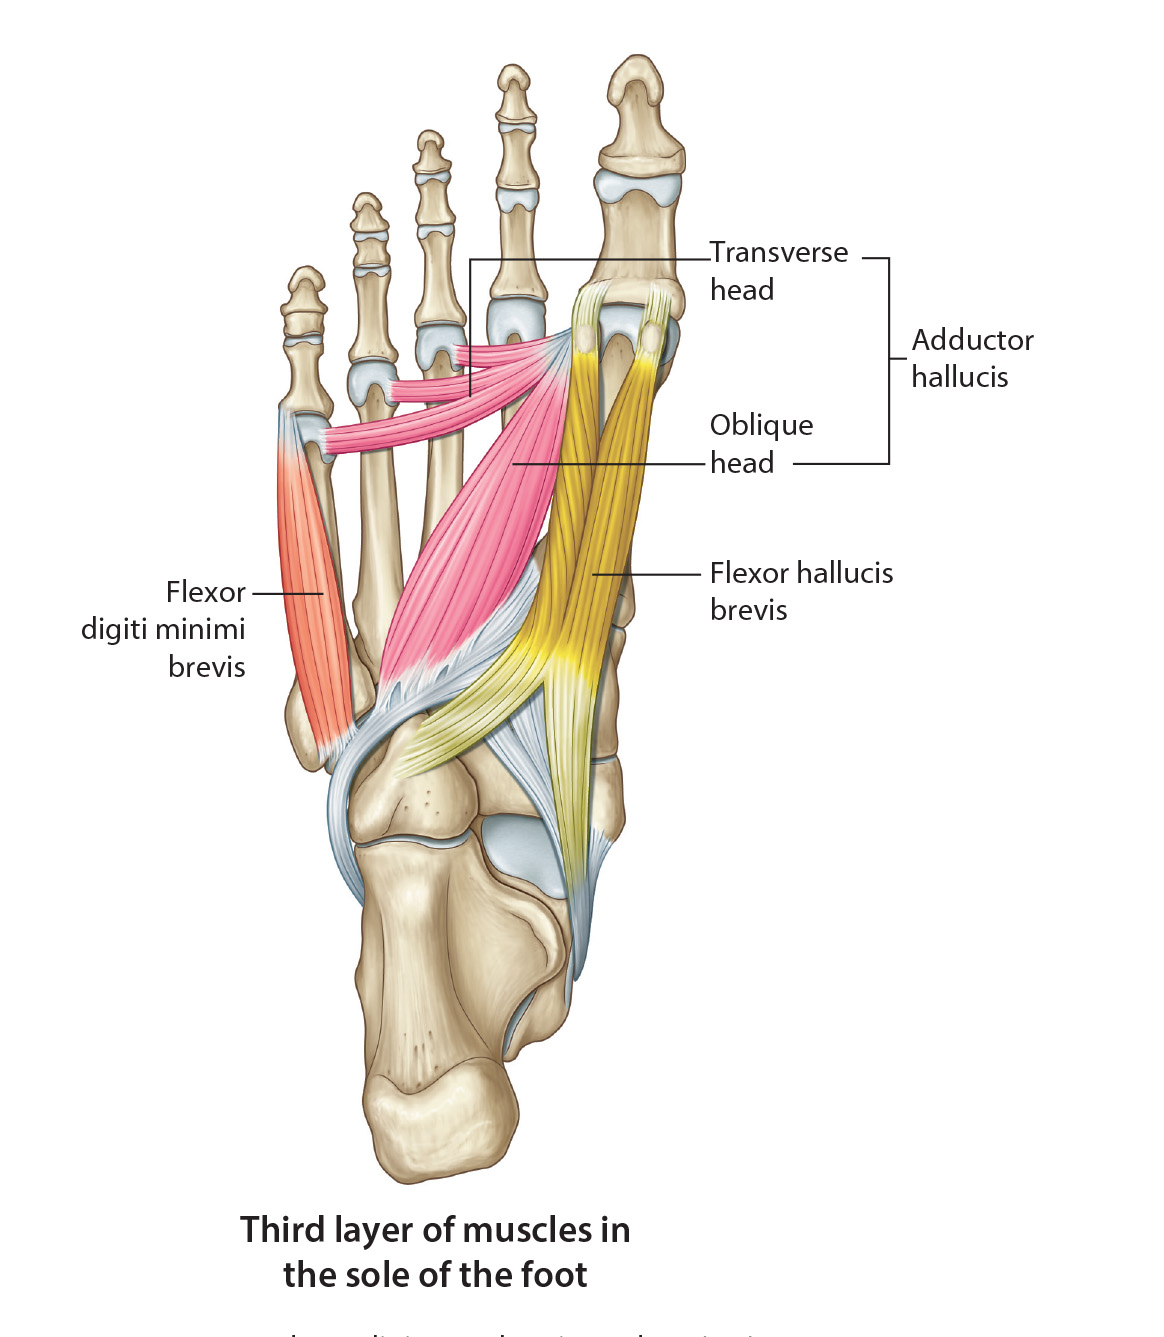 Transverse
head
Adductor
hallucis
Oblique
head
Flexor hallucis
brevis
Flexor
digiti minimi
brevis
Third layer of muscles in
the sole of the foot